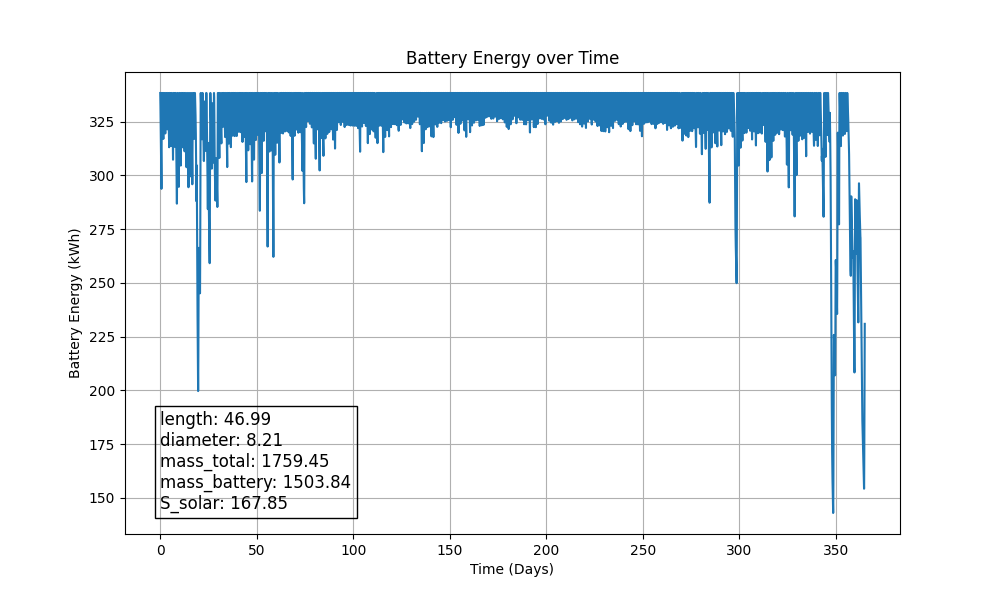 Battery Energy over Time
Battery Energy (kWh)
325
300
275
250
225
200
175
150
length: 46.99
diameter: 8.21
mass_total: 1759.45
mass_battery: 1503.84
S_solar: 167.85
0 50 100 150 200 250 300 350
Time (Days)